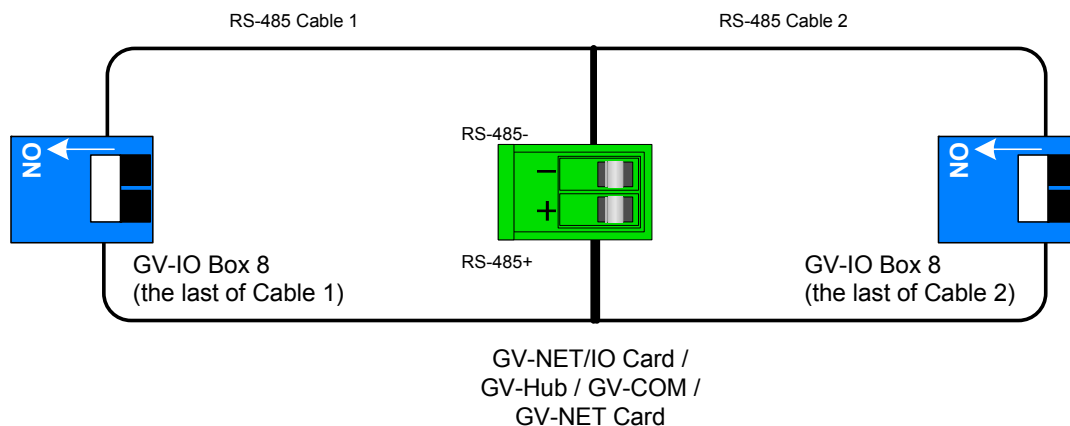 RS-485 Cable 1
RS-485 Cable 2
ON
RS-485-
ON
−
+
RS-485+
GV-IO Box 8
(the last of Cable 1)
GV-IO Box 8
(the last of Cable 2)
GV-NET/IO Card /
GV-Hub / GV-COM /
GV-NET Card